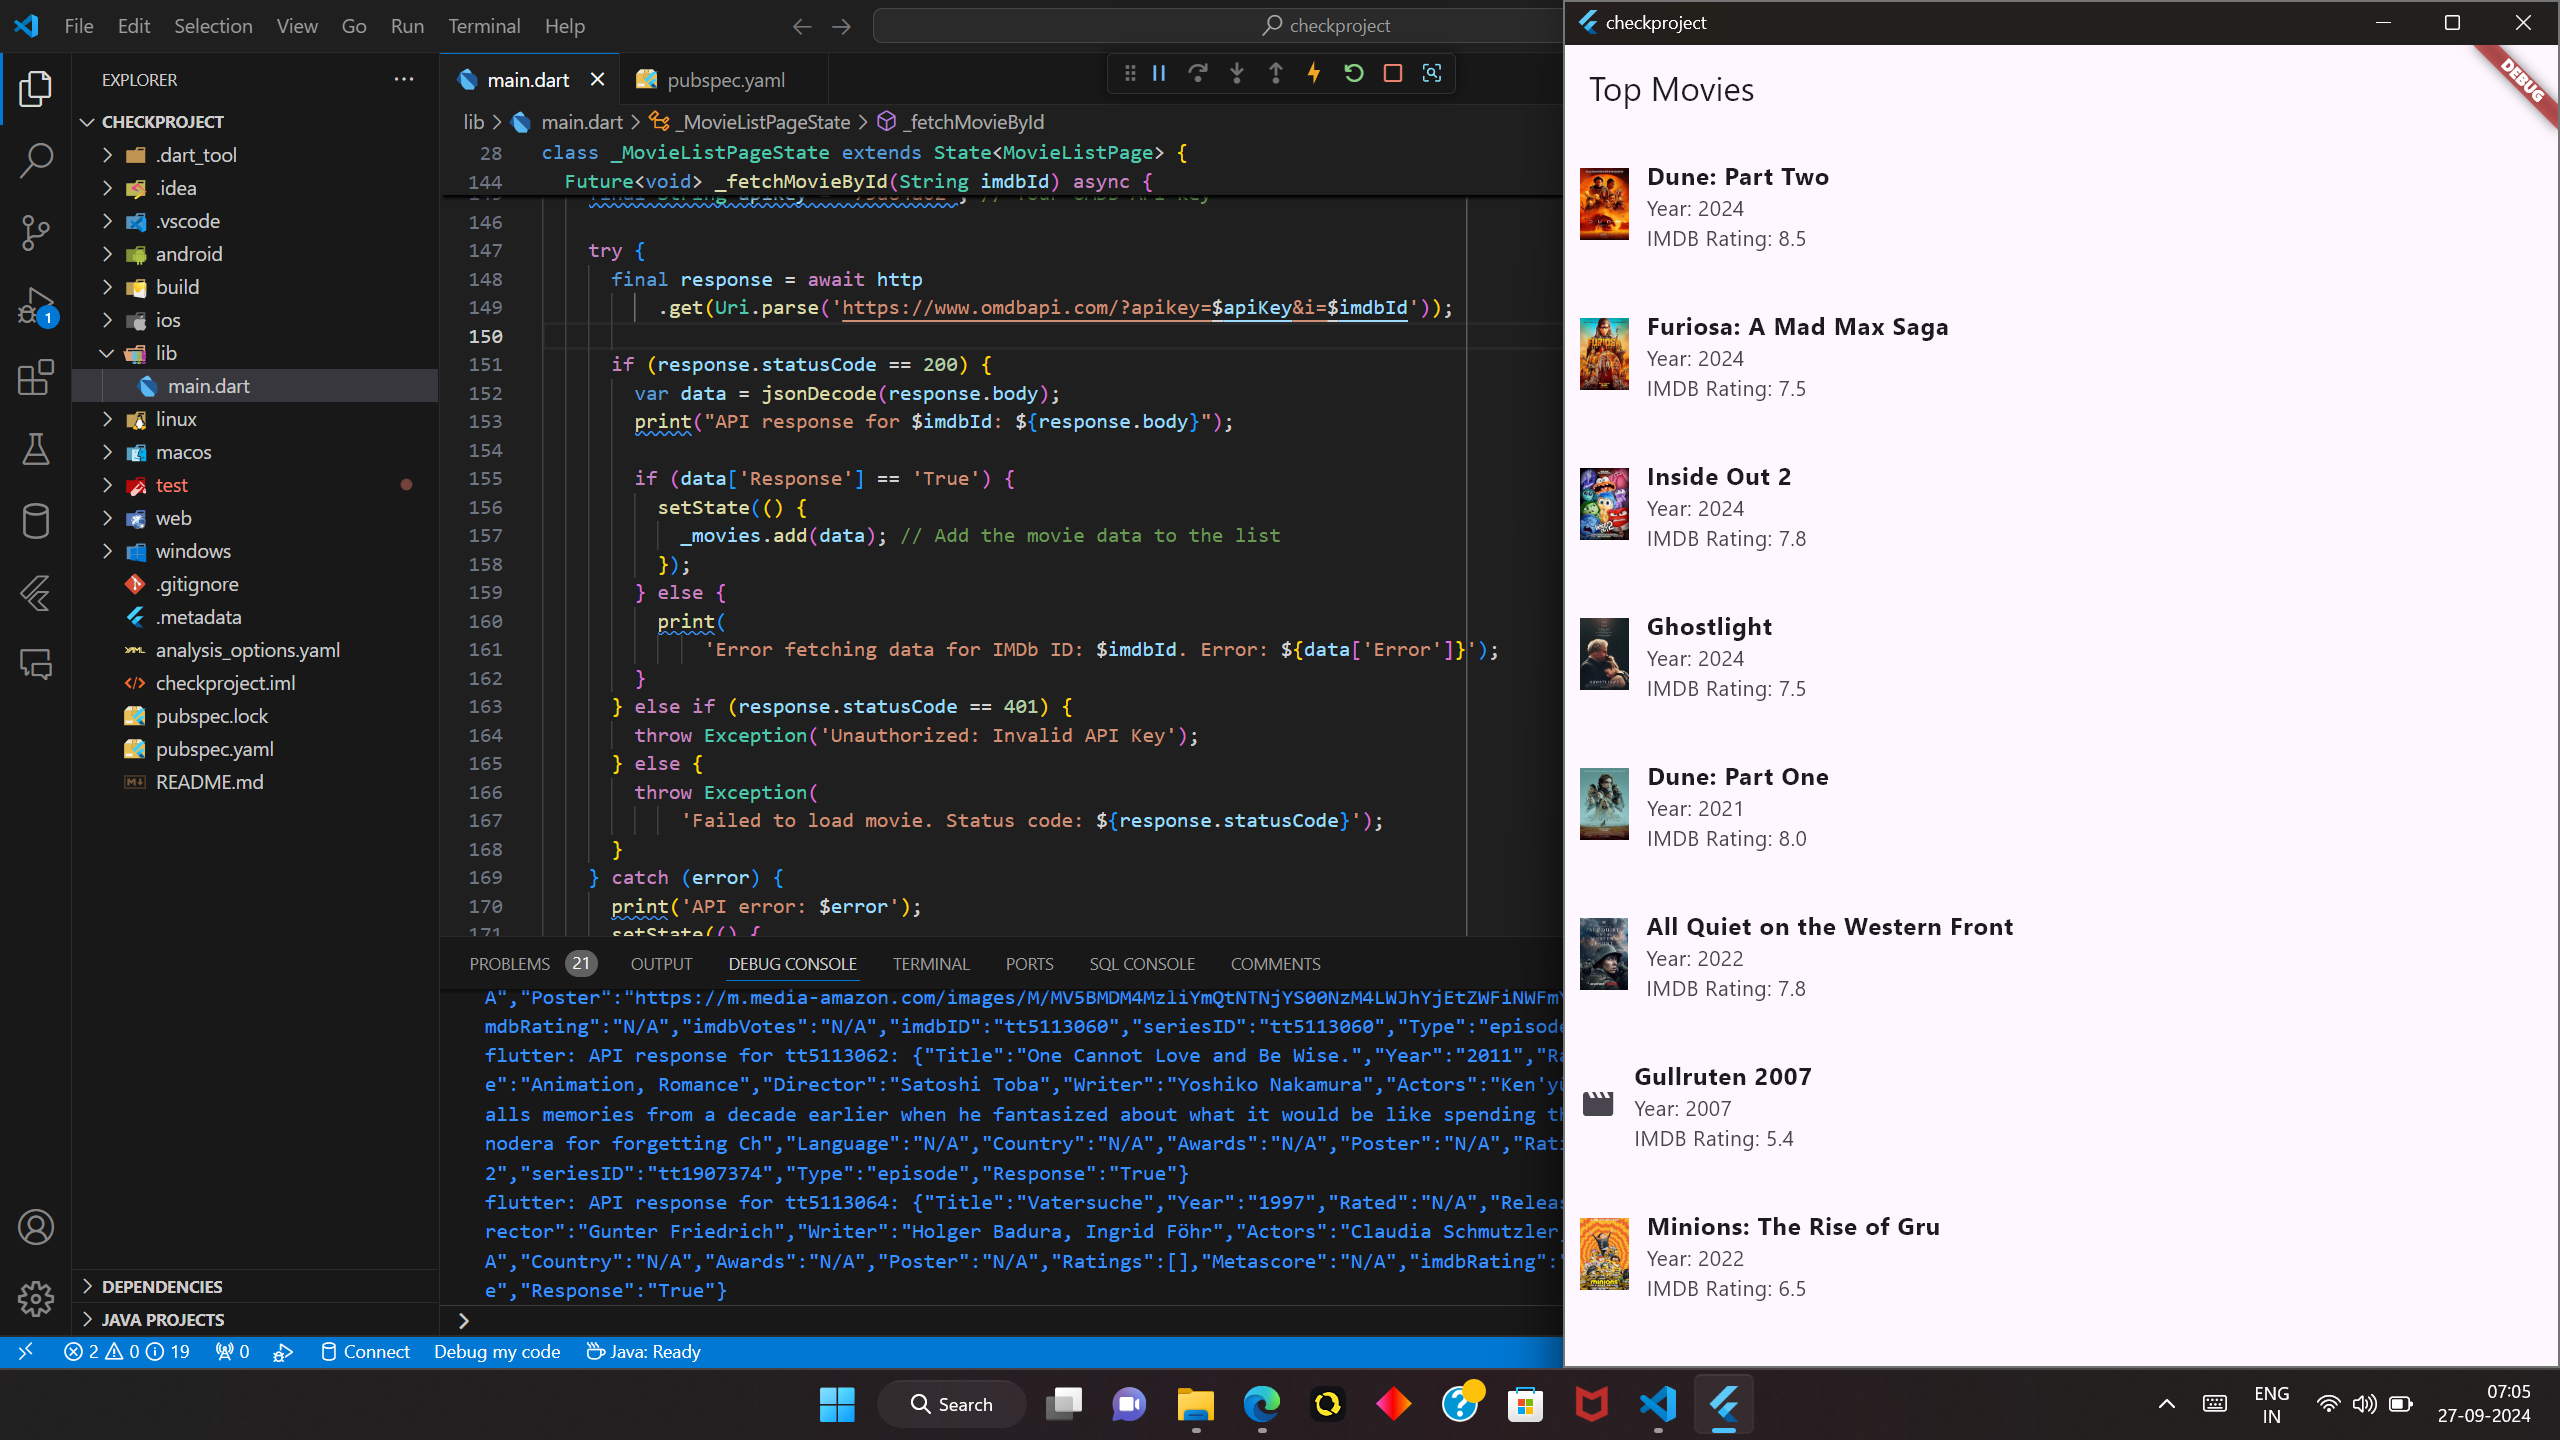 File Edit Selection View Go Run Terminal Help
checkproject
EXPLORER
CHECKPROJECT
.dart_tool
.idea
.vscode
android
build
ios
lib
main.dart
linux
macos
test
web
windows
.gitignore
.metadata
analysis_options.yaml
checkproject.iml
pubspec.lock
pubspec.yaml
README.md
DEPENDENCIES
JAVA PROJECTS
1
main.dart
pubspec.yaml
lib > main.dart > _MovieListPageState > _fetchMovieById
28 class _MovieListPageState extends State<MovieListPage> {
144 Future<void> _fetchMovieById(String imdbId) async {
146
147 try {
148 final response = await http
149 .get(Uri.parse('https://www.omdbapi.com/?apikey=$apiKey&i=$imdbId'));
150
151 if (response.statusCode == 200) {
152 var data = jsonDecode(response.body);
153 print("API response for $imdbId: ${response.body}");
154
155 if (data['Response'] == 'True') {
156 setState(() {
157 _movies.add(data); // Add the movie data to the list
158 });
159 } else {
160 print(
161 'Error fetching data for IMDb ID: $imdbId. Error: ${data['Error']}');
162 }
163 } else if (response.statusCode == 401) {
164 throw Exception('Unauthorized: Invalid API Key');
165 } else {
166 throw Exception(
167 'Failed to load movie. Status code: ${response.statusCode}');
168 }
169 } catch (error) {
170 print('API error: $error');
171 setState(() {
PROBLEMS 21 OUTPUT DEBUG CONSOLE TERMINAL PORTS SQL CONSOLE COMMENTS
A","Poster":"https://m.media-amazon.com/images/M/MV5BMDM4MzliYmQtNTNjYS00NzM4LWJhYjEtZWFiNWFmY
mdbRating":"N/A","imdbVotes":"N/A","imdbID":"tt5113060","seriesID":"tt5113060","Type":"episode
flutter: API response for tt5113062: {"Title":"One Cannot Love and Be Wise.","Year":"2011","Ra
e":"Animation, Romance","Director":"Satoshi Toba","Writer":"Yoshiko Nakamura","Actors":"Ken'yû
alls memories from a decade earlier when he fantasized about what it would be like spending th
nodera for forgetting Ch","Language":"N/A","Country":"N/A","Awards":"N/A","Poster":"N/A","Rati
2","seriesID":"tt1907374","Type":"episode","Response":"True"}
flutter: API response for tt5113064: {"Title":"Vatersuche","Year":"1997","Rated":"N/A","Releas
rector":"Gunter Friedrich","Writer":"Holger Badura, Ingrid Föhr","Actors":"Claudia Schmutzler,
A","Country":"N/A","Awards":"N/A","Poster":"N/A","Ratings":[],"Metascore":"N/A","imdbRating":"
e","Response":"True"}
2 0 19 0 Connect Debug my code Java: Ready
checkproject
DEBUG
Top Movies
Dune: Part Two
Year: 2024
IMDB Rating: 8.5
Furiosa: A Mad Max Saga
Year: 2024
IMDB Rating: 7.5
Inside Out 2
Year: 2024
IMDB Rating: 7.8
Ghostlight
Year: 2024
IMDB Rating: 7.5
Dune: Part One
Year: 2021
IMDB Rating: 8.0
All Quiet on the Western Front
Year: 2022
IMDB Rating: 7.8
Gullruten 2007
Year: 2007
IMDB Rating: 5.4
Minions: The Rise of Gru
Year: 2022
IMDB Rating: 6.5
Search
ENG
IN
07:05
27-09-2024